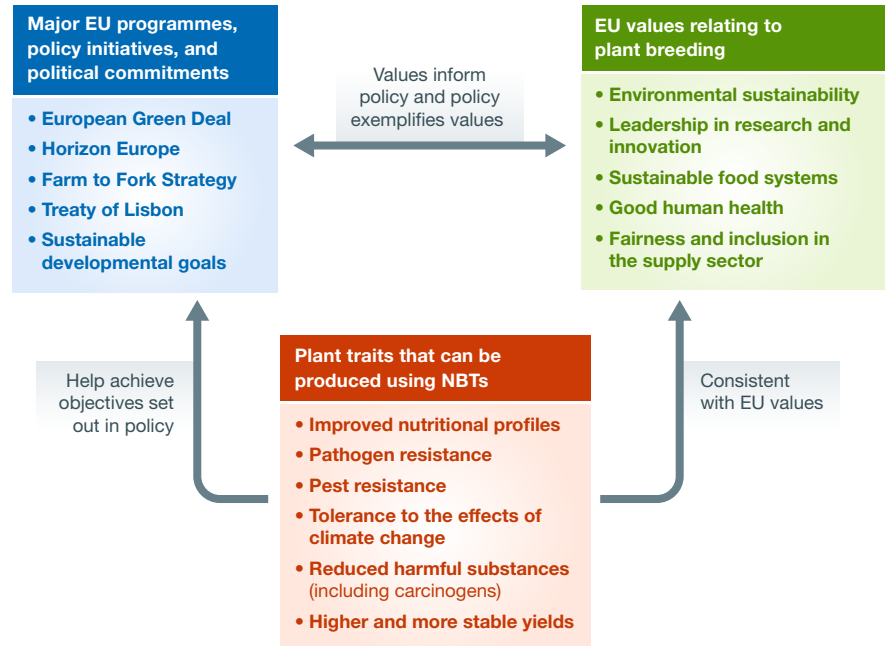 Major EU programmes,
policy initiatives, and
political commitments
• European Green Deal
• Horizon Europe
• Farm to Fork Strategy
• Treaty of Lisbon
• Sustainable
developmental goals
Values inform
policy and policy
exemplifies values
EU values relating to
plant breeding
• Environmental sustainability
• Leadership in research and
innovation
• Sustainable food systems
• Good human health
• Fairness and inclusion in
the supply sector
Help achieve
objectives set
out in policy
Plant traits that can be
produced using NBTs
• Improved nutritional profiles
• Pathogen resistance
• Pest resistance
• Tolerance to the effects of
climate change
• Reduced harmful substances
(including carcinogens)
• Higher and more stable yields
Consistent
with EU values